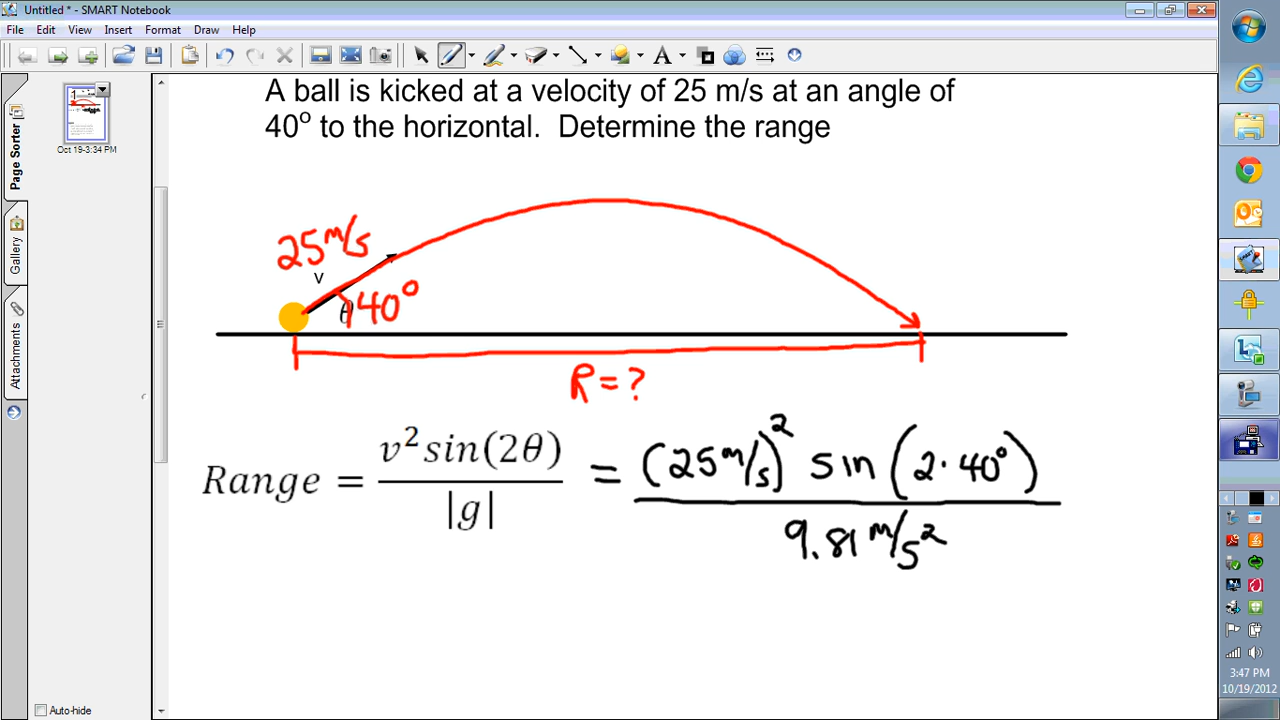 Untitled * - SMART Notebook
File Edit View Insert Format Draw Help
Page Sorter
Gallery
Attachments
1
Oct 19-3:34 PM
Auto-hide
A ball is kicked at a velocity of 25 m/s at an angle of
40° to the horizontal. Determine the range
25 m/s
v
θ 40°
R = ?
Range = v² sin(2θ) / |g| = (25 m/s)² sin (2 · 40°) / 9.81 m/s²
3:47 PM
10/19/2012